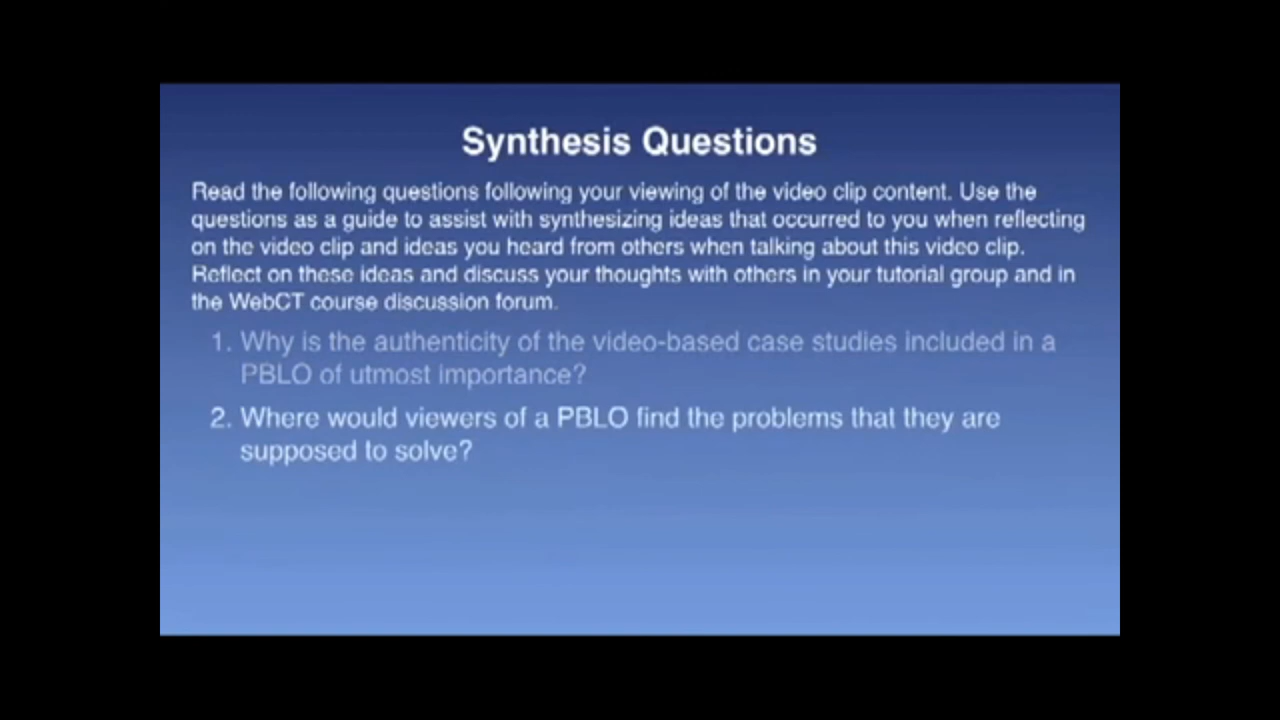 Synthesis Questions
Read the following questions following your viewing of the video clip content. Use the
questions as a guide to assist with synthesizing ideas that occurred to you when reflecting
on the video clip and ideas you heard from others when talking about this video clip.
Reflect on these ideas and discuss your thoughts with others in your tutorial group and in
the WebCT course discussion forum.
1. Why is the authenticity of the video-based case studies included in a
PBLO of utmost importance?
2. Where would viewers of a PBLO find the problems that they are
supposed to solve?